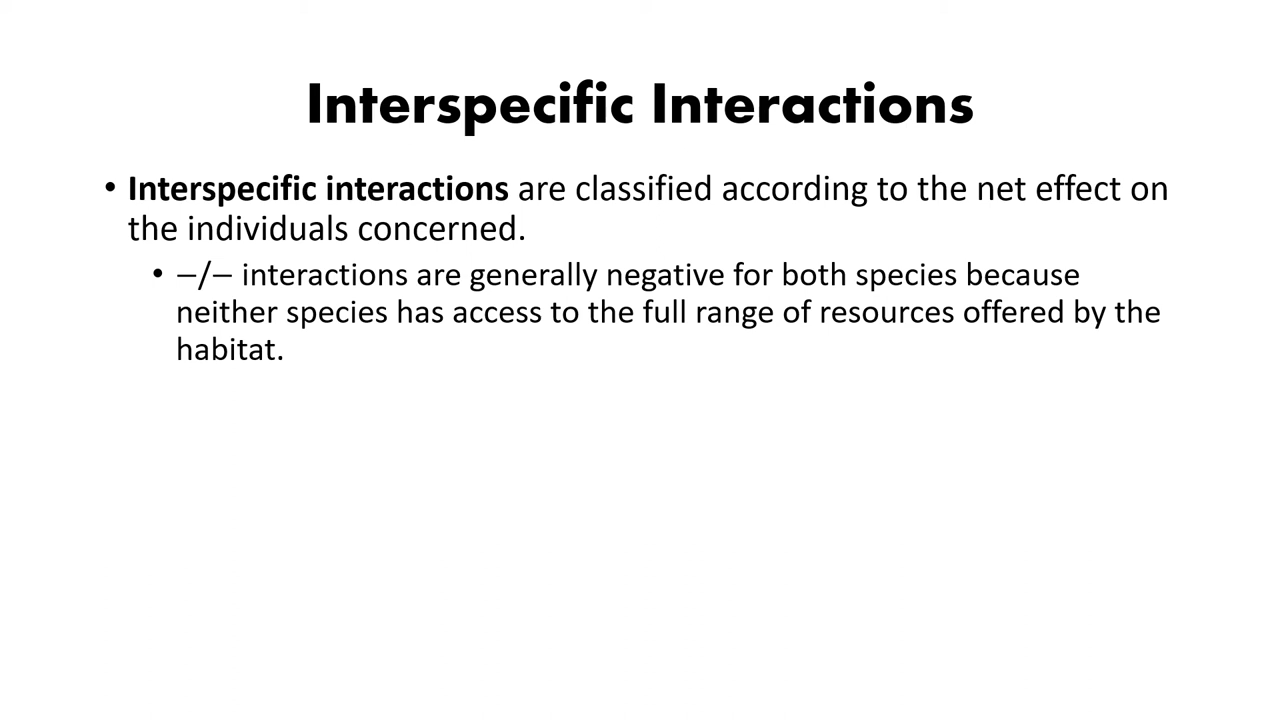 Interspecific Interactions
• Interspecific interactions are classified according to the net effect on
the individuals concerned.
• –/– interactions are generally negative for both species because
neither species has access to the full range of resources offered by the
habitat.